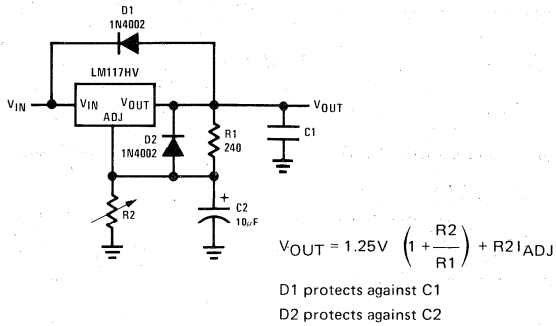 D1
1N4002
LM117HV
VIN
VIN
VOUT
VOUT
ADJ
D2
1N4002
R1
240
C1
R2
+
C2
10μF
VOUT = 1.25V (1 + R2/R1) + R2 IADJ
D1 protects against C1
D2 protects against C2